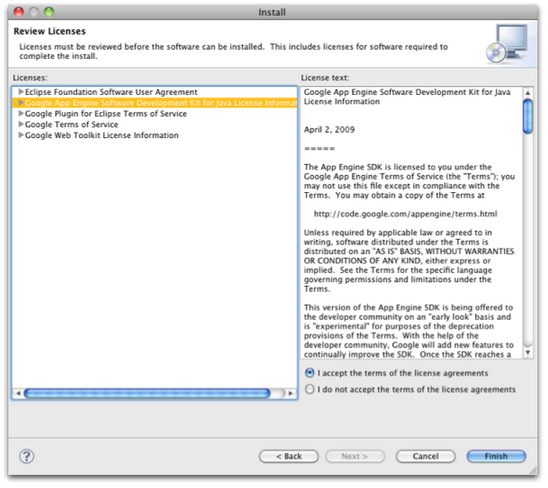 Install
Review Licenses
Licenses must be reviewed before the software can be installed. This includes licenses for software required to
complete the install.
Licenses:
Eclipse Foundation Software User Agreement
Google App Engine Software Development Kit for Java License Informat
Google Plugin for Eclipse Terms of Service
Google Terms of Service
Google Web Toolkit License Information
License text:
Google App Engine Software Development Kit for Java
License Information
April 2, 2009
=====
The App Engine SDK is licensed to you under the
Google App Engine Terms of Service (the "Terms"); you
may not use this file except in compliance with the
Terms. You may obtain a copy of the Terms at
http://code.google.com/appengine/terms.html
Unless required by applicable law or agreed to in
writing, software distributed under the Terms is
distributed on an "AS IS" BASIS, WITHOUT WARRANTIES
OR CONDITIONS OF ANY KIND, either express or
implied. See the Terms for the specific language
governing permissions and limitations under the
Terms.
This version of the App Engine SDK is being offered to
the developer community on an "early look" basis and
is "experimental" for purposes of the deprecation
provisions of the Terms. With the help of the
developer community, Google will add new features to
continually improve the SDK. Once the SDK reaches a
I accept the terms of the license agreements
I do not accept the terms of the license agreements
?
< Back
Next >
Cancel
Finish